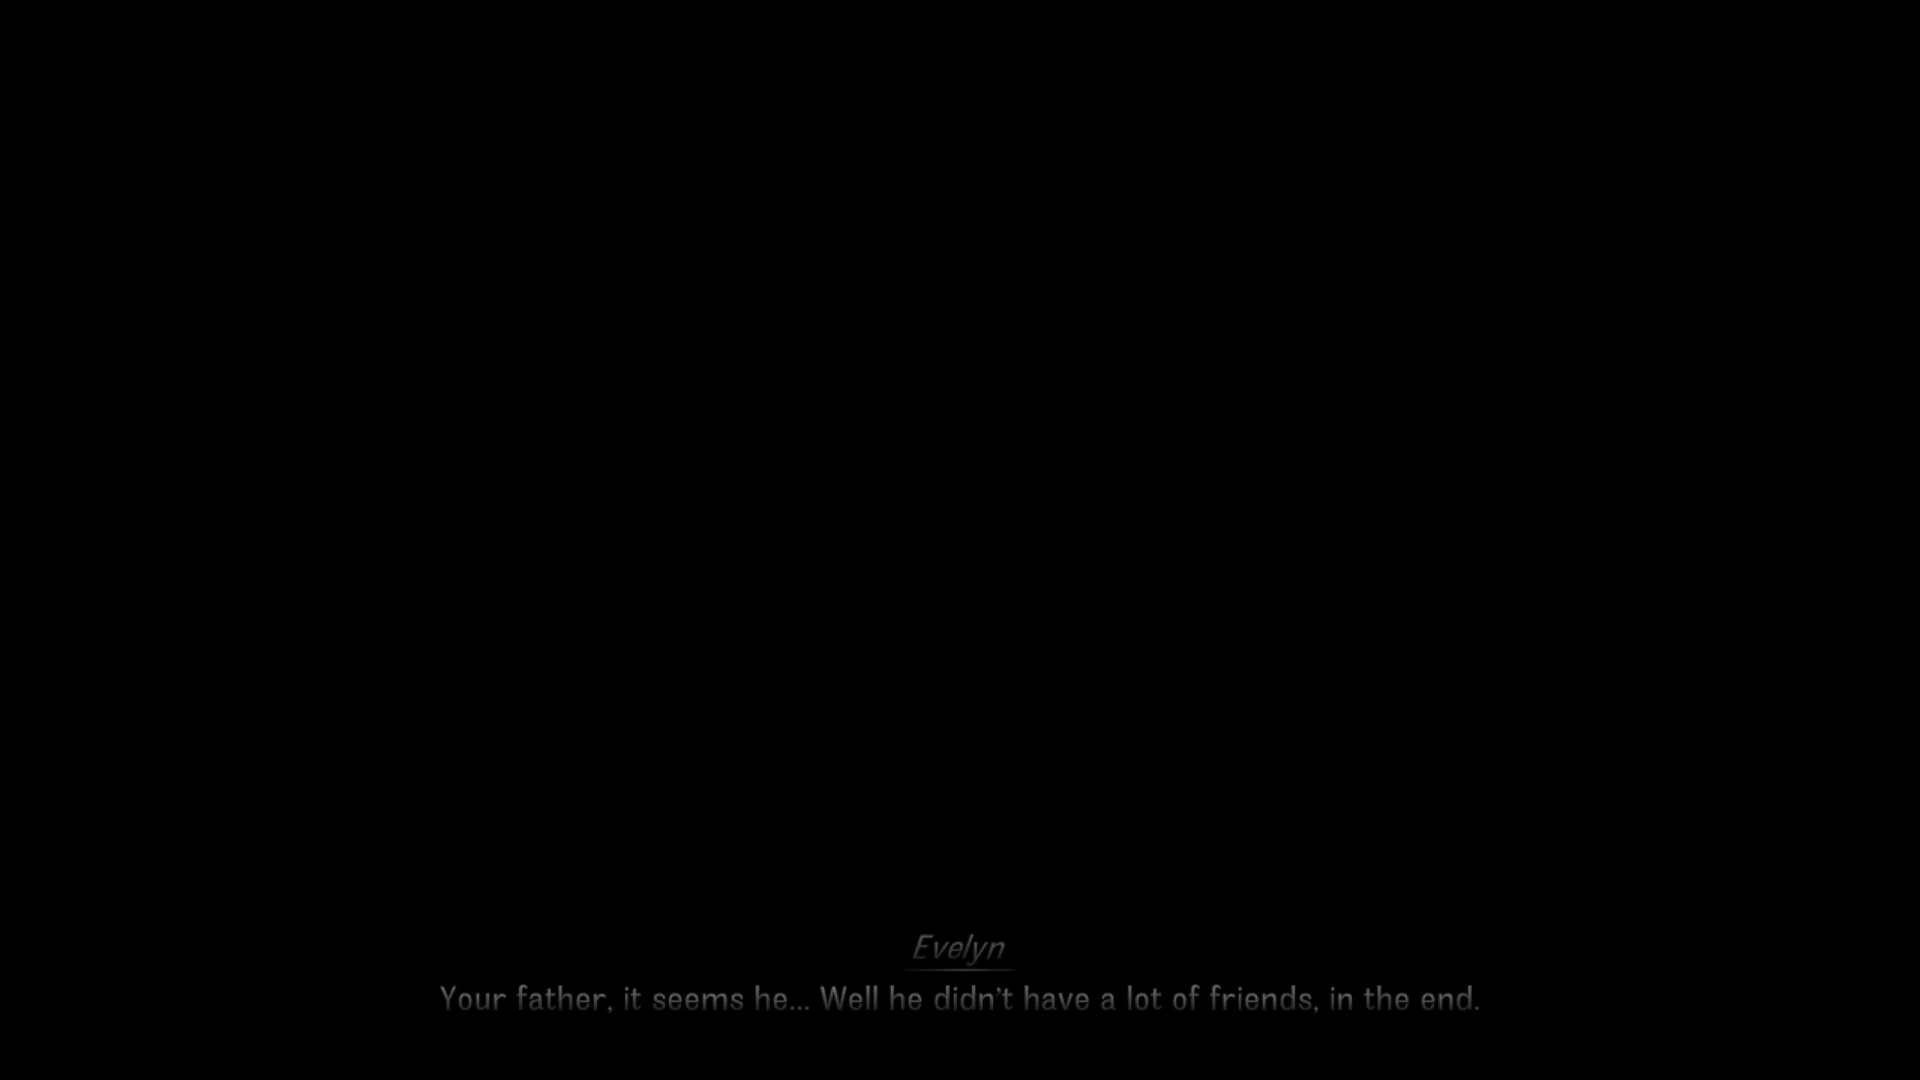 Evelyn
Your father, it seems he... Well he didn't have a lot of friends, in the end.